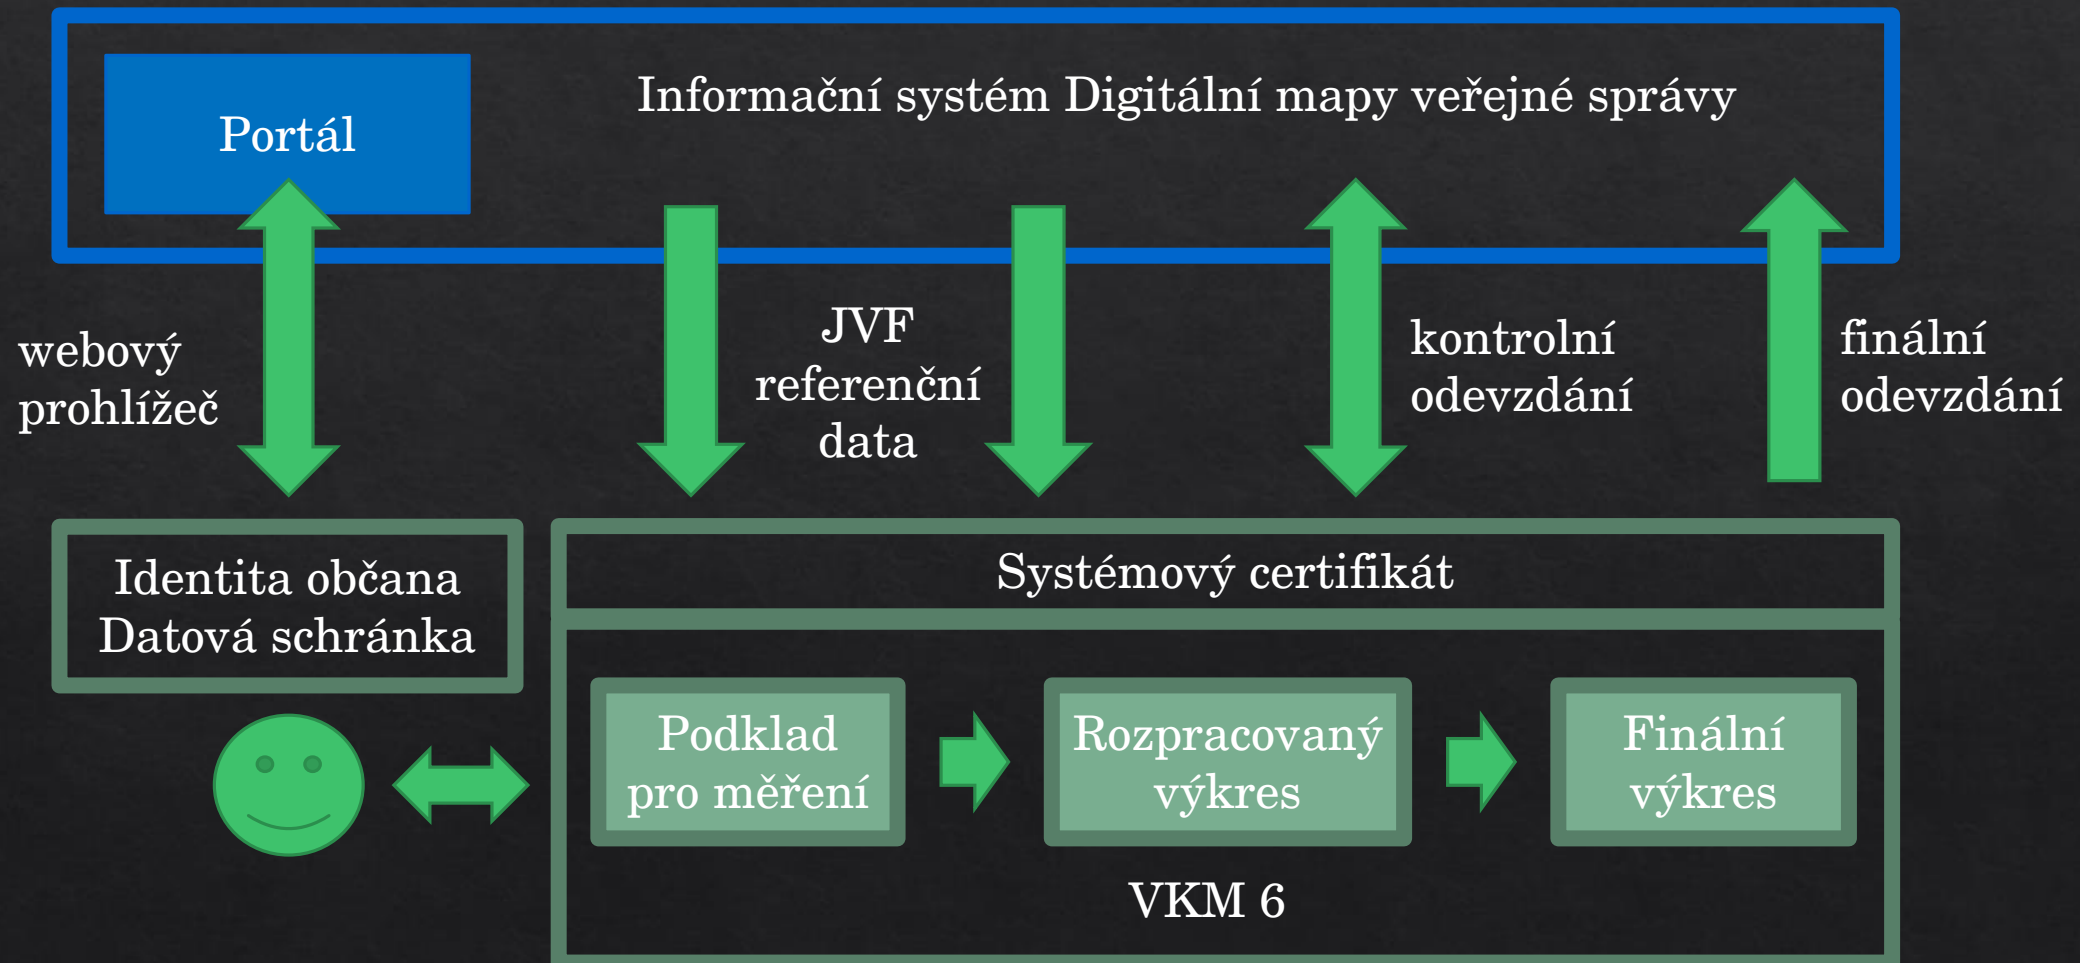 Portál
Informační systém Digitální mapy veřejné správy
webový
prohlížeč
JVF
referenční
data
kontrolní
odevzdání
finální
odevzdání
Identita občana
Datová schránka
Systémový certifikát
Podklad
pro měření
Rozpracovaný
výkres
Finální
výkres
VKM 6